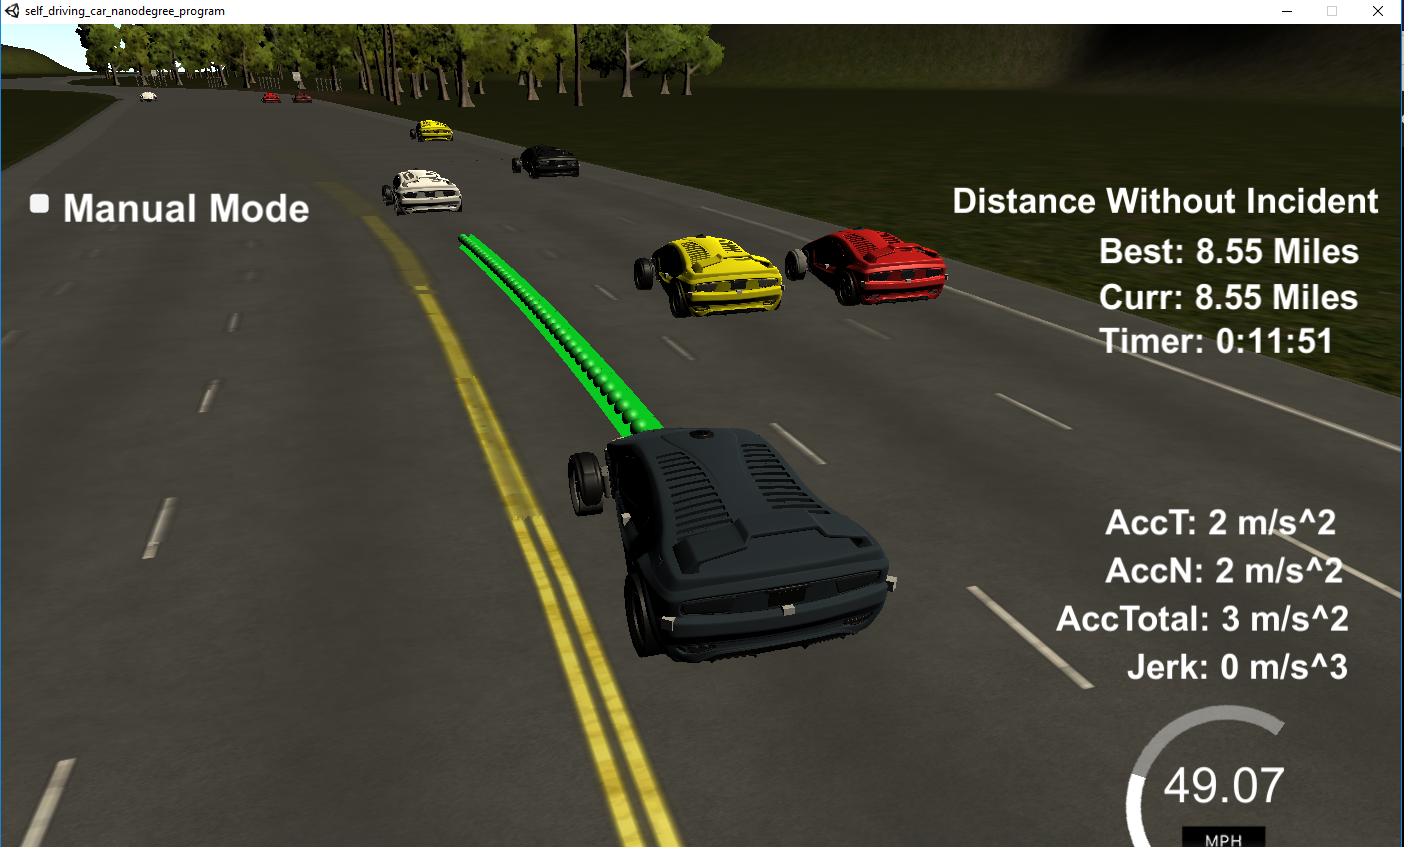 self_driving_car_nanodegree_program
Manual Mode
Distance Without Incident
Best: 8.55 Miles
Curr: 8.55 Miles
Timer: 0:11:51
AccT: 2 m/s^2
AccN: 2 m/s^2
AccTotal: 3 m/s^2
Jerk: 0 m/s^3
49.07
MPH